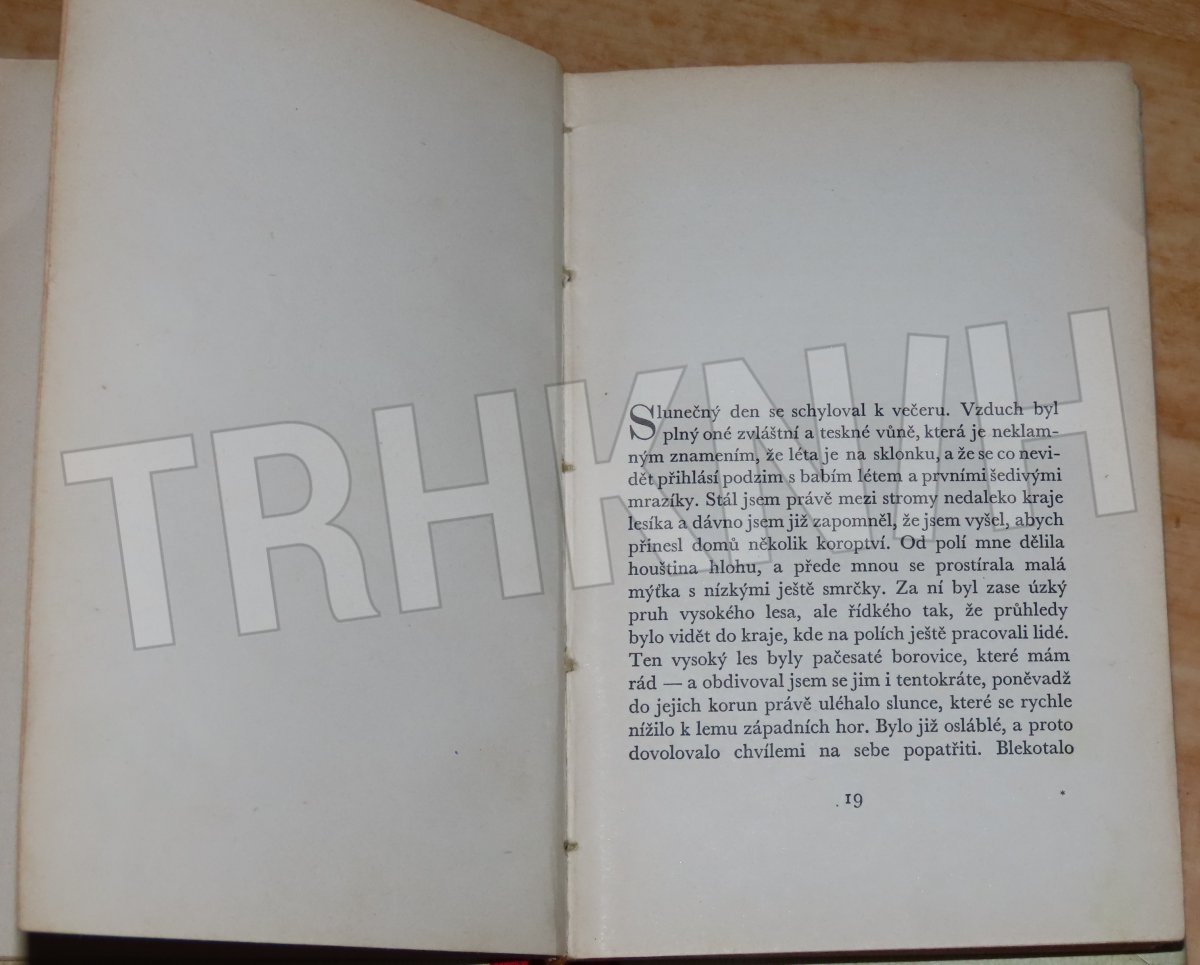 Slunečný den se schyloval k večeru. Vzduch byl
plný oné zvláštní a teskné vůně, která je neklam-
ným znamením, že léta je na sklonku, a že se co nevi-
dět přihlásí podzim s babím létem a prvními šedivými
mrazíky. Stál jsem právě mezi stromy nedaleko kraje
lesíka a dávno jsem již zapomněl, že jsem vyšel, abych
přinesl domů několik koroptví. Od polí mne dělila
houština hlohu, a přede mnou se prostírala malá
mýťka s nízkými ještě smrčky. Za ní byl zase úzký
pruh vysokého lesa, ale řídkého tak, že průhledy
bylo vidět do kraje, kde na polích ještě pracovali lidé.
Ten vysoký les byly pačesaté borovice, které mám
rád — a obdivoval jsem se jim i tentokráte, poněvadž
do jejich korun právě uléhalo slunce, které se rychle
nížilo k lemu západních hor. Bylo již osláblé, a proto
dovolovalo chvílemi na sebe popatřiti. Blekotalo
19 *
TRHKNIH